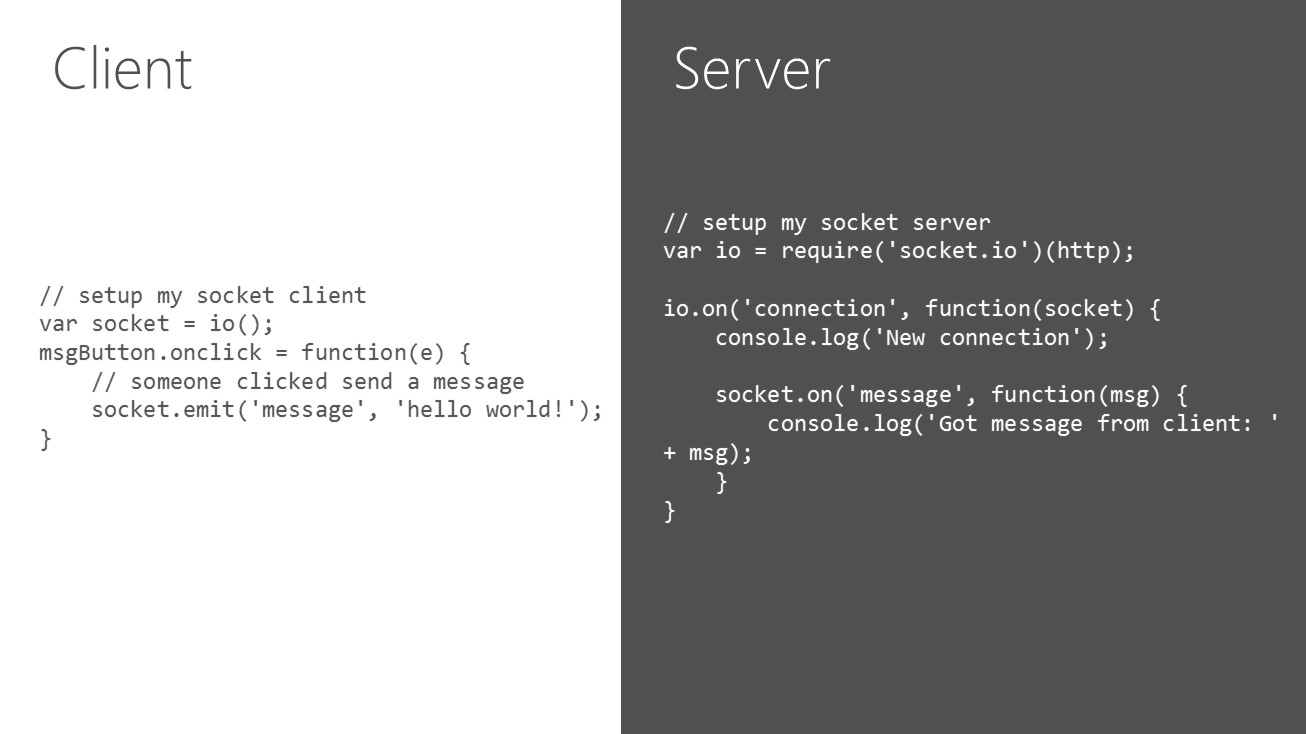 Client
// setup my socket client
var socket = io();
msgButton.onclick = function(e) {
    // someone clicked send a message
    socket.emit('message', 'hello world!');
}
Server
// setup my socket server
var io = require('socket.io')(http);
io.on('connection', function(socket) {
    console.log('New connection');
    socket.on('message', function(msg) {
        console.log('Got message from client: '
+ msg);
    }
}